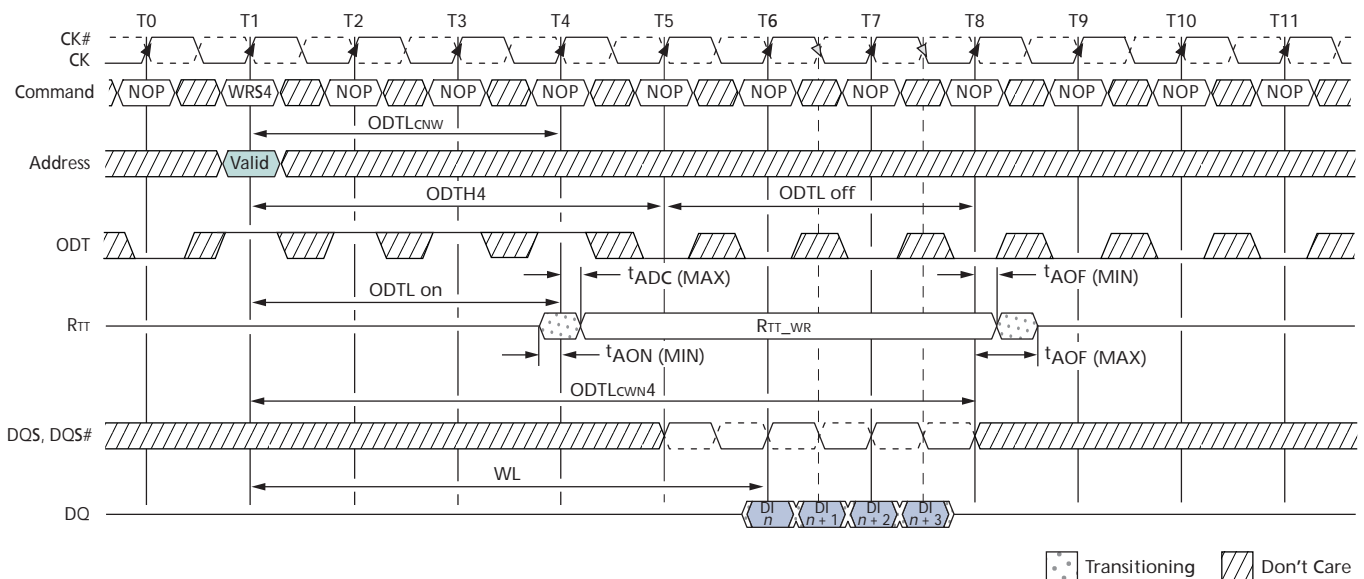 T0 T1 T2 T3 T4 T5 T6 T7 T8 T9 T10 T11
CK#
CK
Command NOP WRS4 NOP NOP NOP NOP NOP NOP NOP NOP NOP NOP
ODTLCNW
Address Valid
ODTH4 ODTL off
ODT
tADC (MAX) tAOF (MIN)
ODTL on
RTT RTT_WR
tAON (MIN) tAOF (MAX)
ODTLCWN4
DQS, DQS#
WL
DQ DI n DI n + 1 DI n + 2 DI n + 3
Transitioning Don't Care